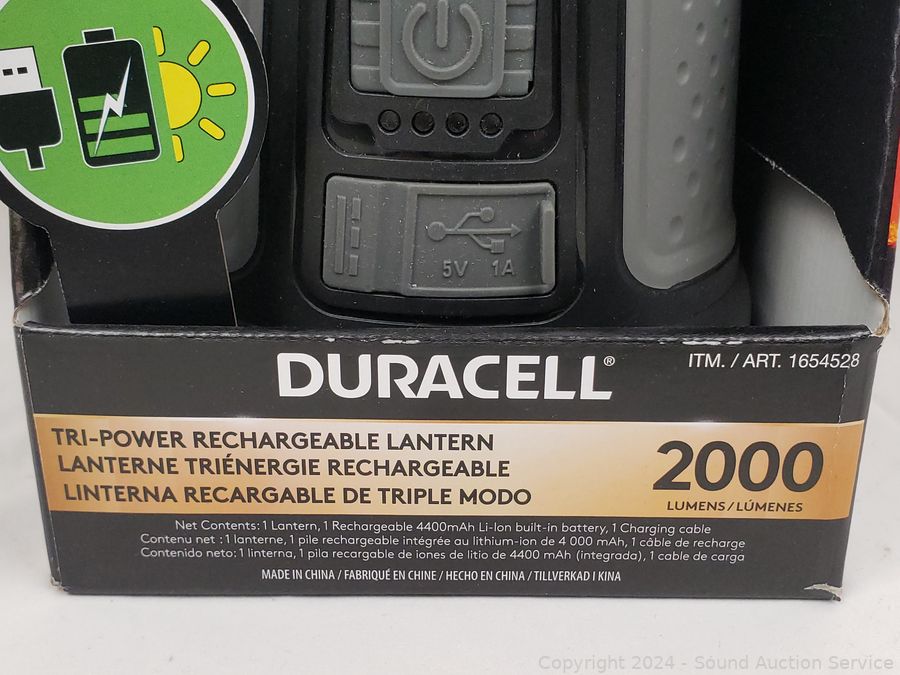 5V 1A
DURACELL®
ITM. / ART. 1654528
TRI-POWER RECHARGEABLE LANTERN
LANTERNE TRIÉNERGIE RECHARGEABLE
LINTERNA RECARGABLE DE TRIPLE MODO
2000
LUMENS/LÚMENES
Net Contents: 1 Lantern, 1 Rechargeable 4400mAh Li-Ion built-in battery, 1 Charging cable
Contenu net : 1 lanterne, 1 pile rechargeable intégrée au lithium-ion de 4 000 mAh, 1 câble de recharge
Contenido neto: 1 linterna, 1 pila recargable de iones de litio de 4400 mAh (integrada), 1 cable de carga
MADE IN CHINA / FABRIQUÉ EN CHINE / HECHO EN CHINA / TILLVERKAD I KINA
Copyright 2024 - Sound Auction Service